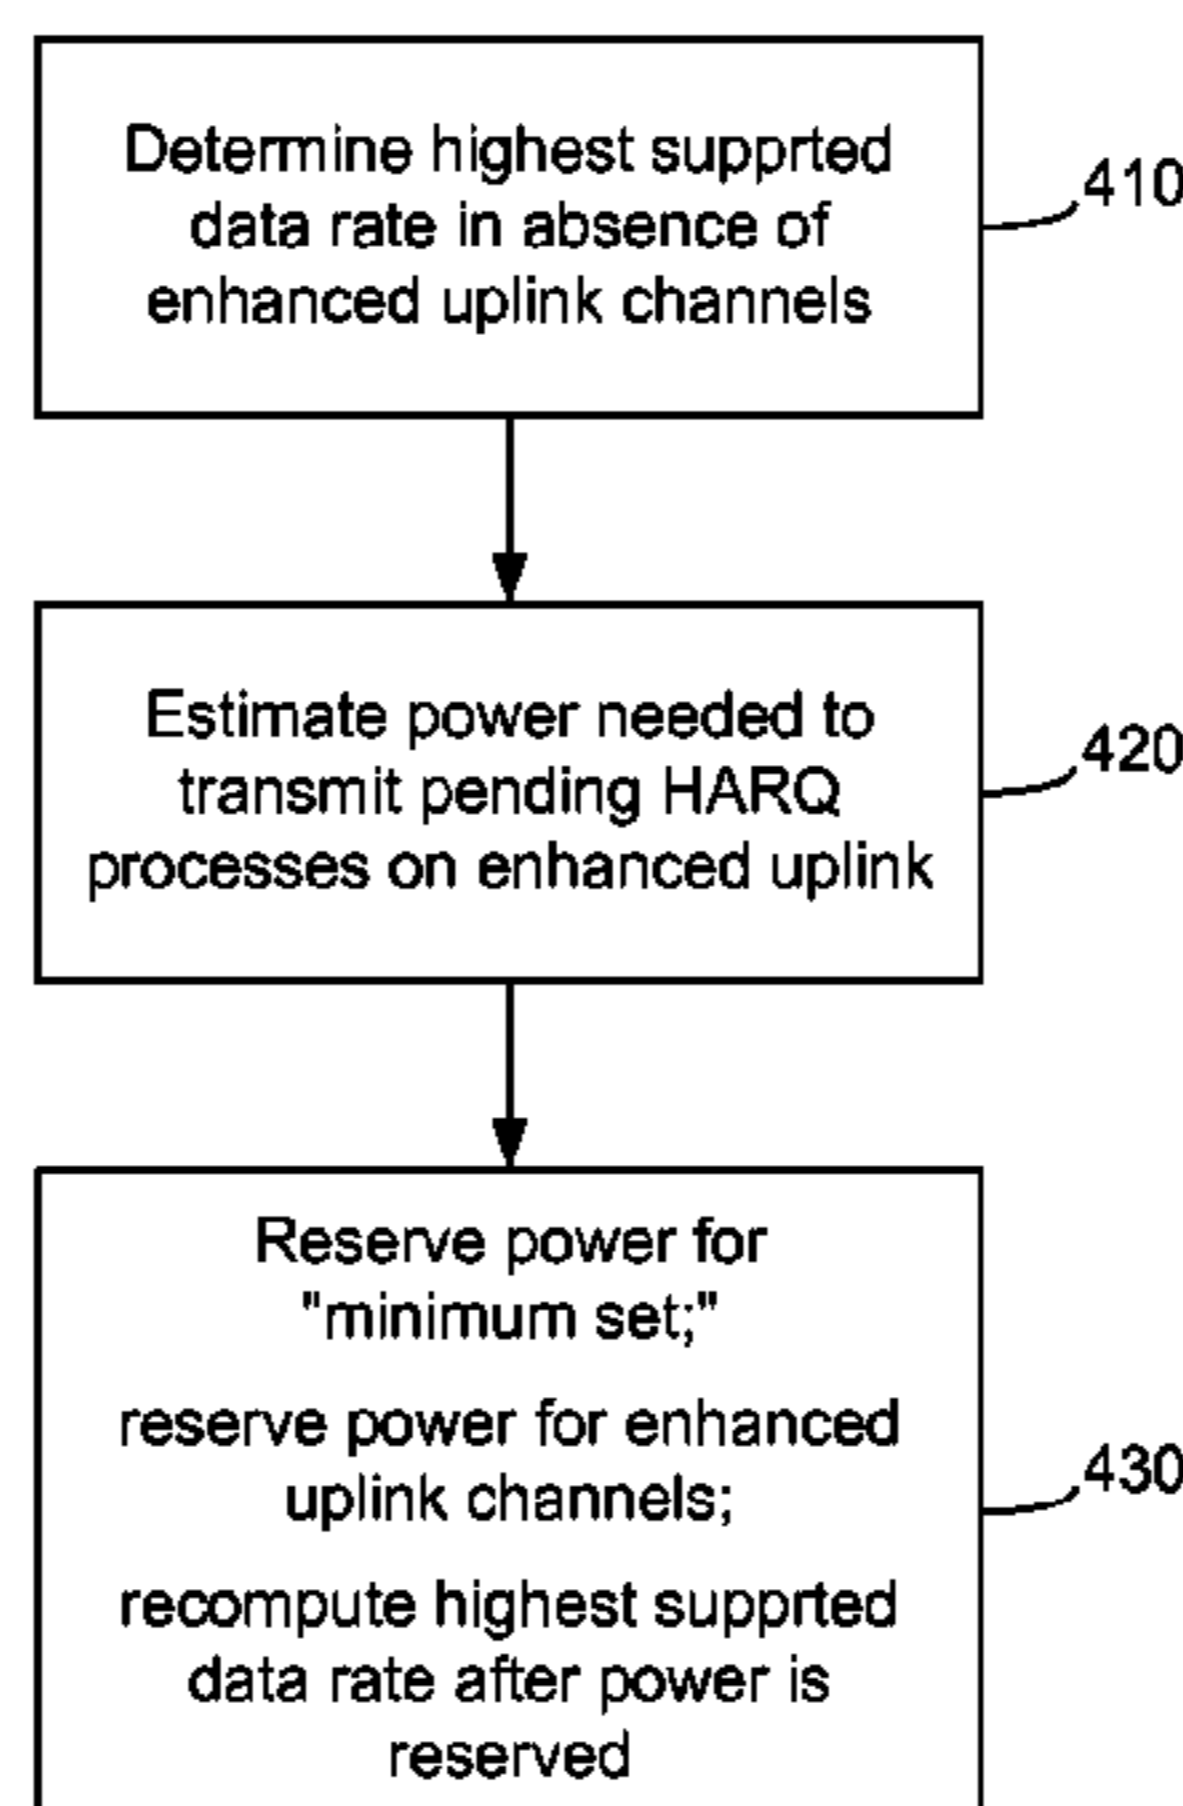 Determine highest supprted
data rate in absence of
enhanced uplink channels
410
Estimate power needed to
transmit pending HARQ
processes on enhanced uplink
420
Reserve power for
"minimum set;"
reserve power for enhanced
uplink channels;
recompute highest supprted
data rate after power is
reserved
430